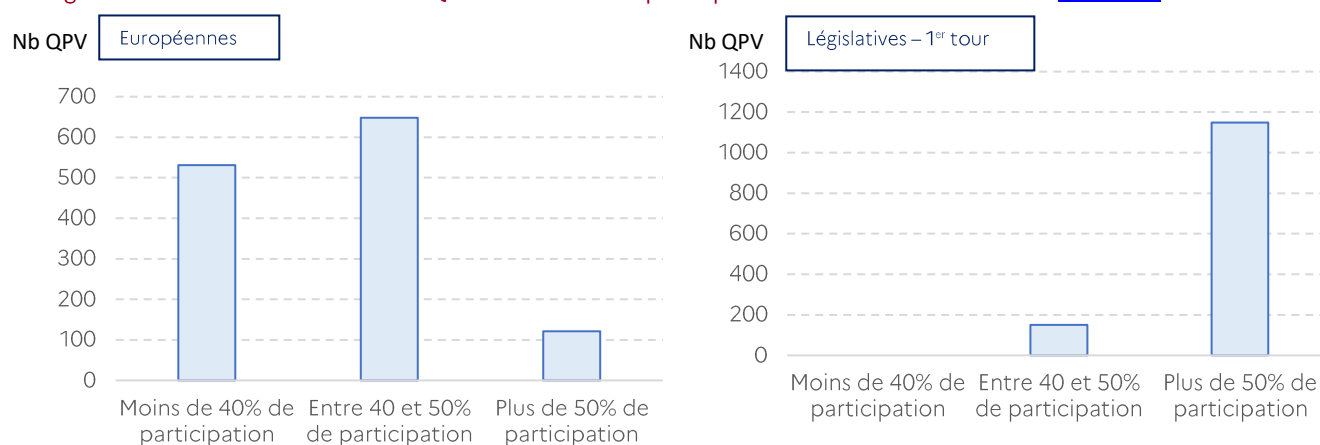 Nb QPV
Européennes
700
600
500
400
300
200
100
0
Moins de 40% de
participation
Entre 40 et 50%
de participation
Plus de 50% de
participation
Nb QPV
Législatives – 1er tour
1400
1200
1000
800
600
400
200
0
Moins de 40% de
participation
Entre 40 et 50%
de participation
Plus de 50% de
participation